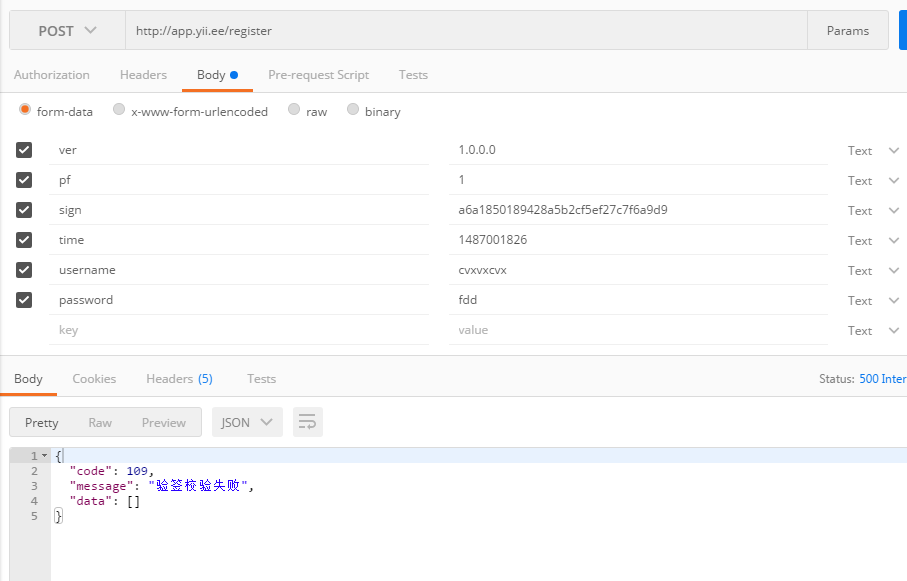 POST http://app.yii.ee/register Params
Authorization Headers Body Pre-request Script Tests
form-data x-www-form-urlencoded raw binary
ver 1.0.0.0 Text
pf 1 Text
sign a6a1850189428a5b2cf5ef27c7f6a9d9 Text
time 1487001826 Text
username cvxvxcvx Text
password fdd Text
key value Text
Body Cookies Headers (5) Tests Status: 500 Inter
Pretty Raw Preview JSON
1 {
2 "code": 109,
3 "message": "验签校验失败",
4 "data": []
5 }